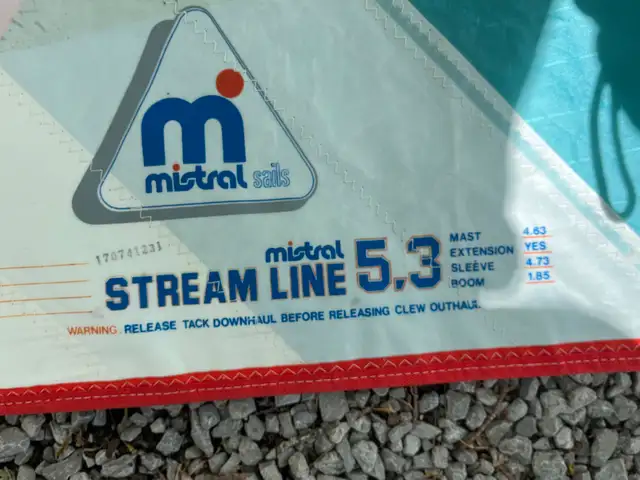 m
mistral sails
170741231
mistral
STREAM LINE 5.3
MAST 4.63
EXTENSION YES
SLEEVE 4.73
BOOM 1.85
WARNING. RELEASE TACK DOWNHAUL BEFORE RELEASING CLEW OUTHAUL